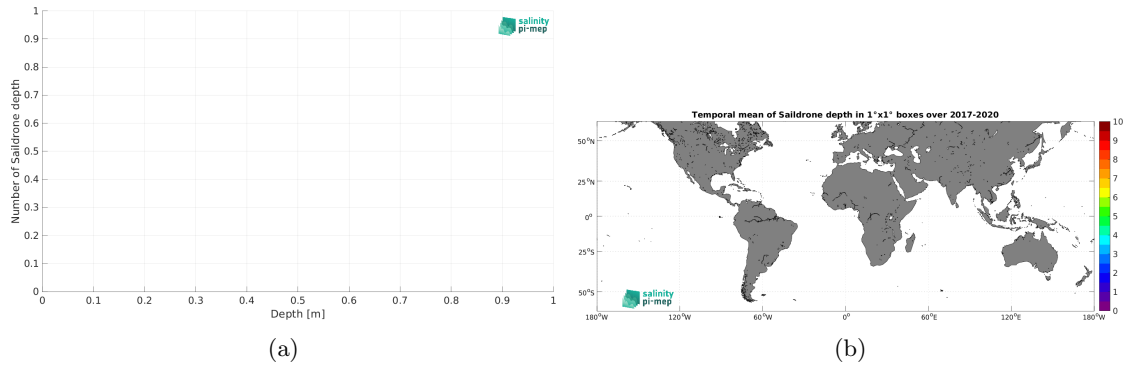 1
0.9
0.8
0.7
0.6
0.5
0.4
0.3
0.2
0.1
0
Number of Saildrone depth
salinity
pi-mep
0 0.1 0.2 0.3 0.4 0.5 0.6 0.7 0.8 0.9 1
Depth [m]
(a)
Temporal mean of Saildrone depth in 1°x1° boxes over 2017-2020
50°N
25°N
0°
25°S
50°S
salinity
pi-mep
180°W 120°W 60°W 0° 60°E 120°E 180°W
10
9
8
7
6
5
4
3
2
1
0
(b)